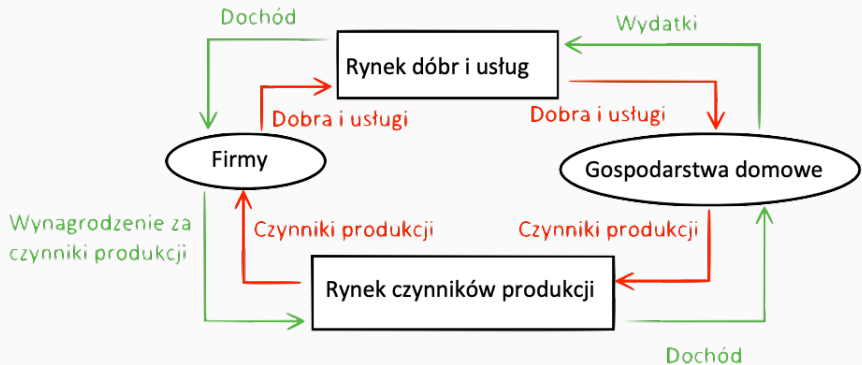 Dochód
Wydatki
Rynek dóbr i usług
Dobra i usługi
Dobra i usługi
Firmy
Gospodarstwa domowe
Wynagrodzenie za
czynniki produkcji
Czynniki produkcji
Czynniki produkcji
Rynek czynników produkcji
Dochód